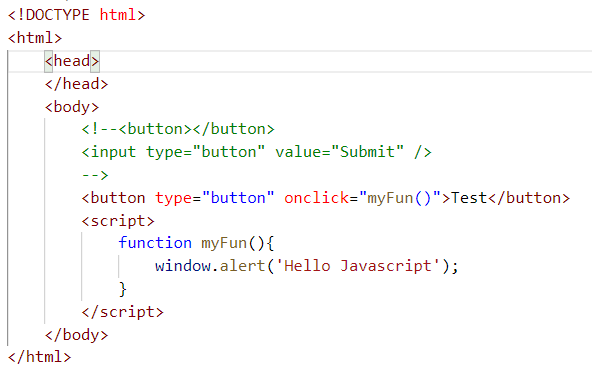 <!DOCTYPE html>
<html>
<head>
</head>
<body>
<!--<button></button>
<input type="button" value="Submit" />
-->
<button type="button" onclick="myFun()">Test</button>
<script>
function myFun(){
window.alert('Hello Javascript');
}
</script>
</body>
</html>